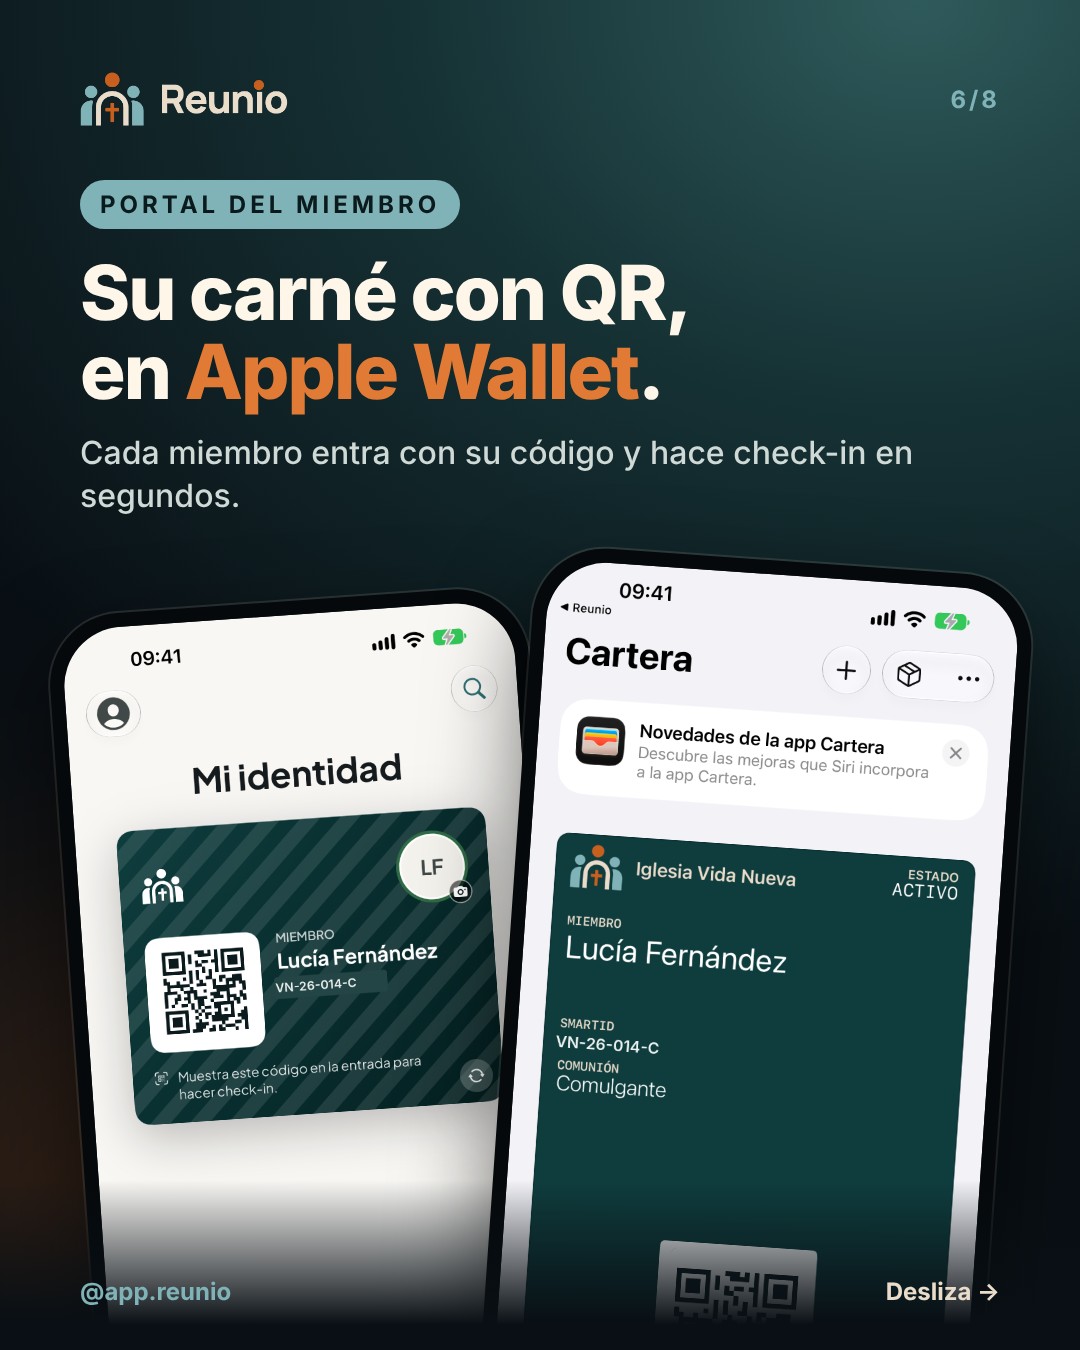 Reunio
6/8
PORTAL DEL MIEMBRO
Su carné con QR,
en Apple Wallet.
Cada miembro entra con su código y hace check-in en
segundos.
09:41
Mi identidad
LF
MIEMBRO
Lucía Fernández
VN-26-014-C
Muestra este código en la entrada para
hacer check-in.
09:41
◀ Reunio
Cartera
Novedades de la app Cartera
Descubre las mejoras que Siri incorpora
a la app Cartera.
Iglesia Vida Nueva
ESTADO
ACTIVO
MIEMBRO
Lucía Fernández
SMARTID
VN-26-014-C
COMUNIÓN
Comulgante
@app.reunio
Desliza →